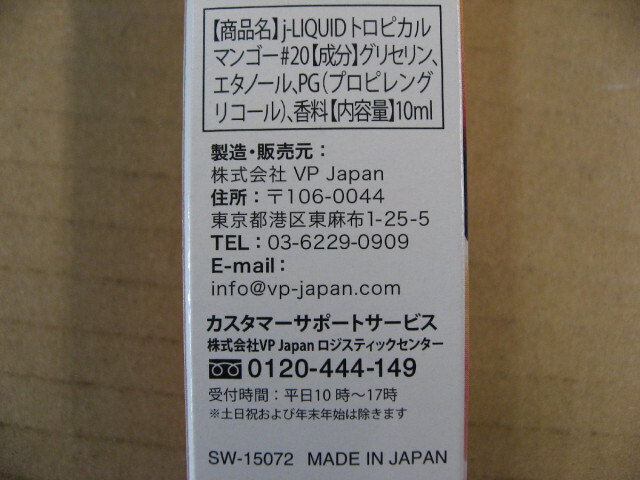 【商品名】j-LIQUIDトロピカル
マンゴー#20【成分】グリセリン、
エタノール、PG(プロピレング
リコール)、香料【内容量】10ml
製造・販売元：
株式会社 VP Japan
住所：〒106-0044
東京都港区東麻布1-25-5
TEL：03-6229-0909
E-mail：
info@vp-japan.com
カスタマーサポートサービス
株式会社VP Japan ロジスティックセンター
0120-444-149
受付時間：平日10時～17時
※土日祝および年末年始は除きます
SW-15072 MADE IN JAPAN